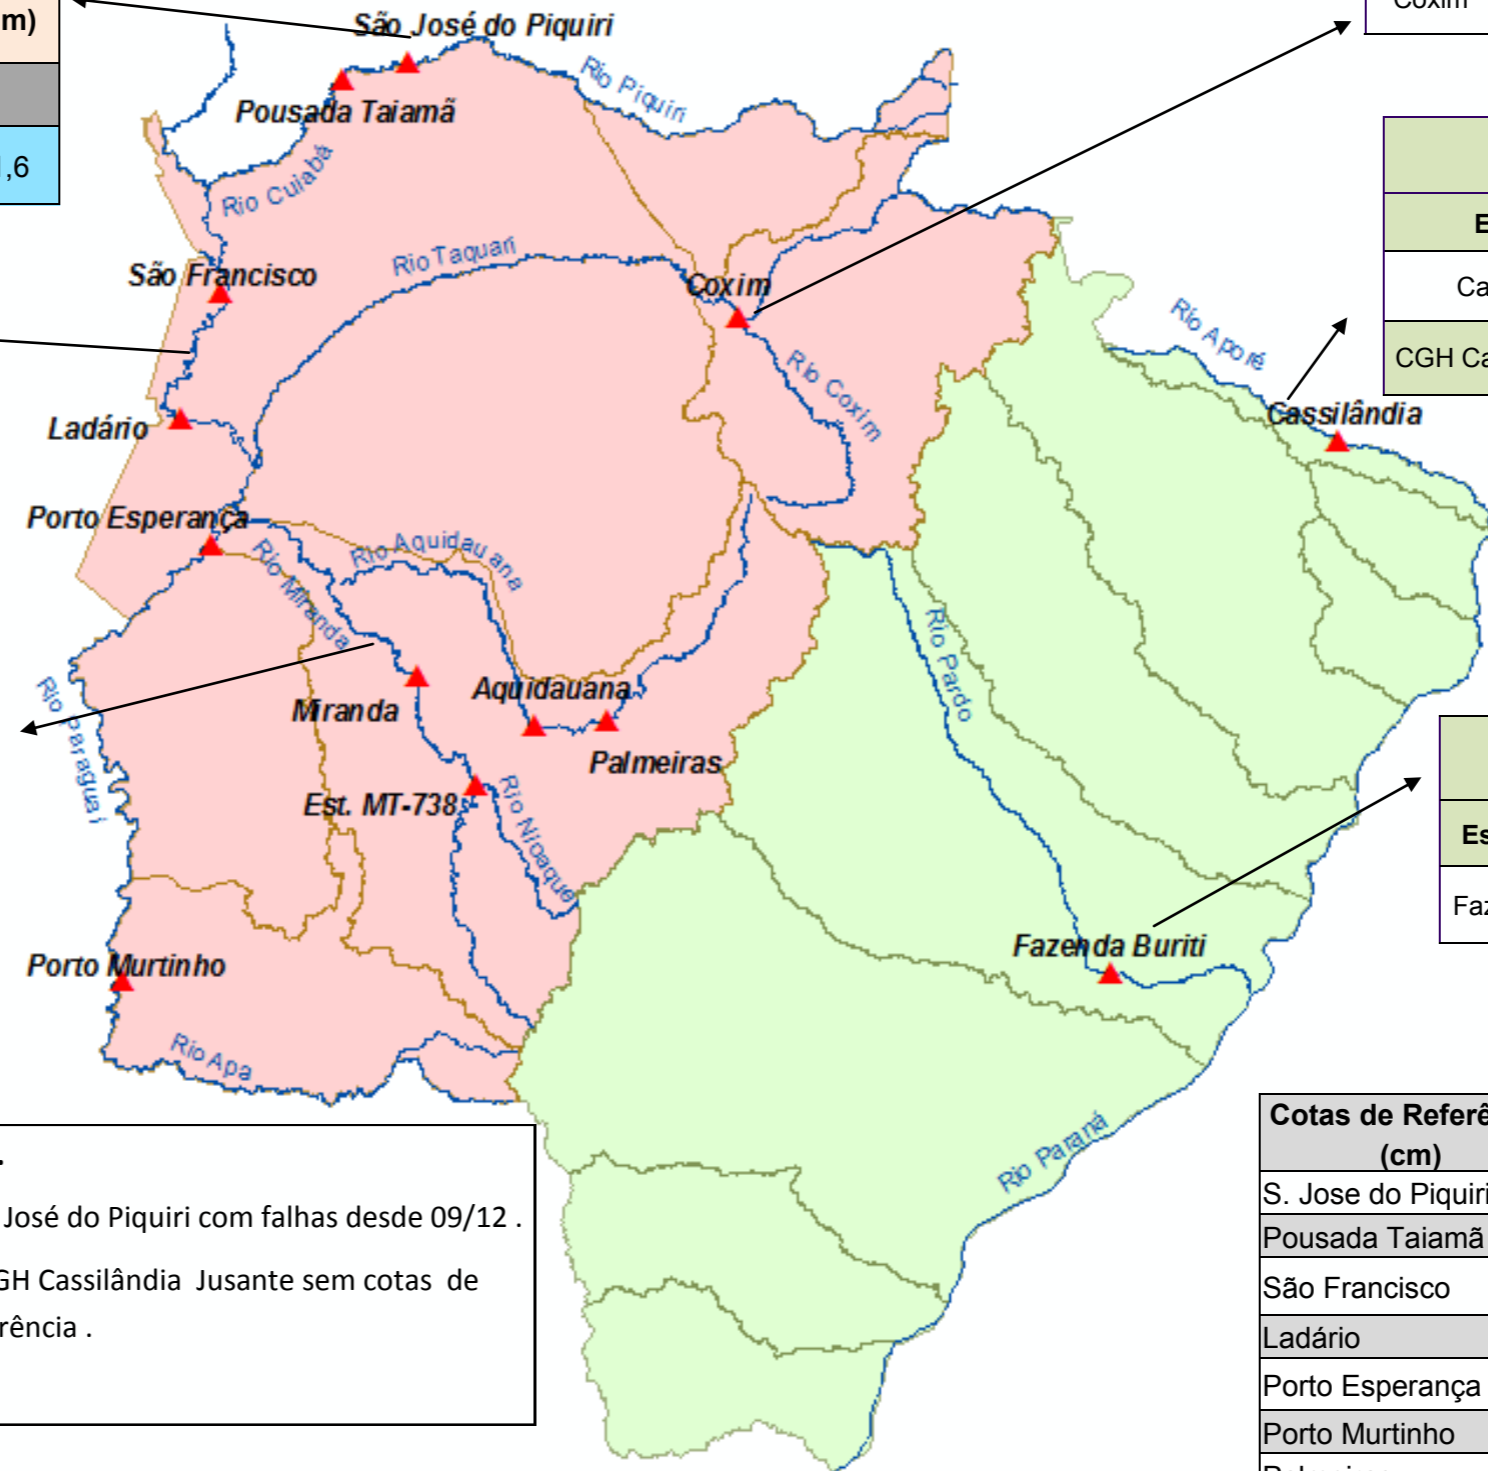 m)
,6
São José do Piquiri
Pousada Taiamã
Rio Piquiri
Rio Cuiabá
Coxim
São Francisco
Rio Taquari
Coxim
Rio Coxim
Rio Aporé
Cassilândia
E
Ca
CGH Ca
Ladário
Porto Esperança
Rio Miranda
Rio Aquidauana
Rio Pardo
Rio Paraguai
Miranda
Aquidauana
Palmeiras
Est. MT-738
Rio Nioaque
Es
Faz
Fazenda Buriti
Porto Murtinho
Rio Apa
Rio Paraná
.
José do Piquiri com falhas desde 09/12 .
GH Cassilândia Jusante sem cotas de
rência .
Cotas de Referê
(cm)
S. Jose do Piquiri
Pousada Taiamã
São Francisco
Ladário
Porto Esperança
Porto Murtinho